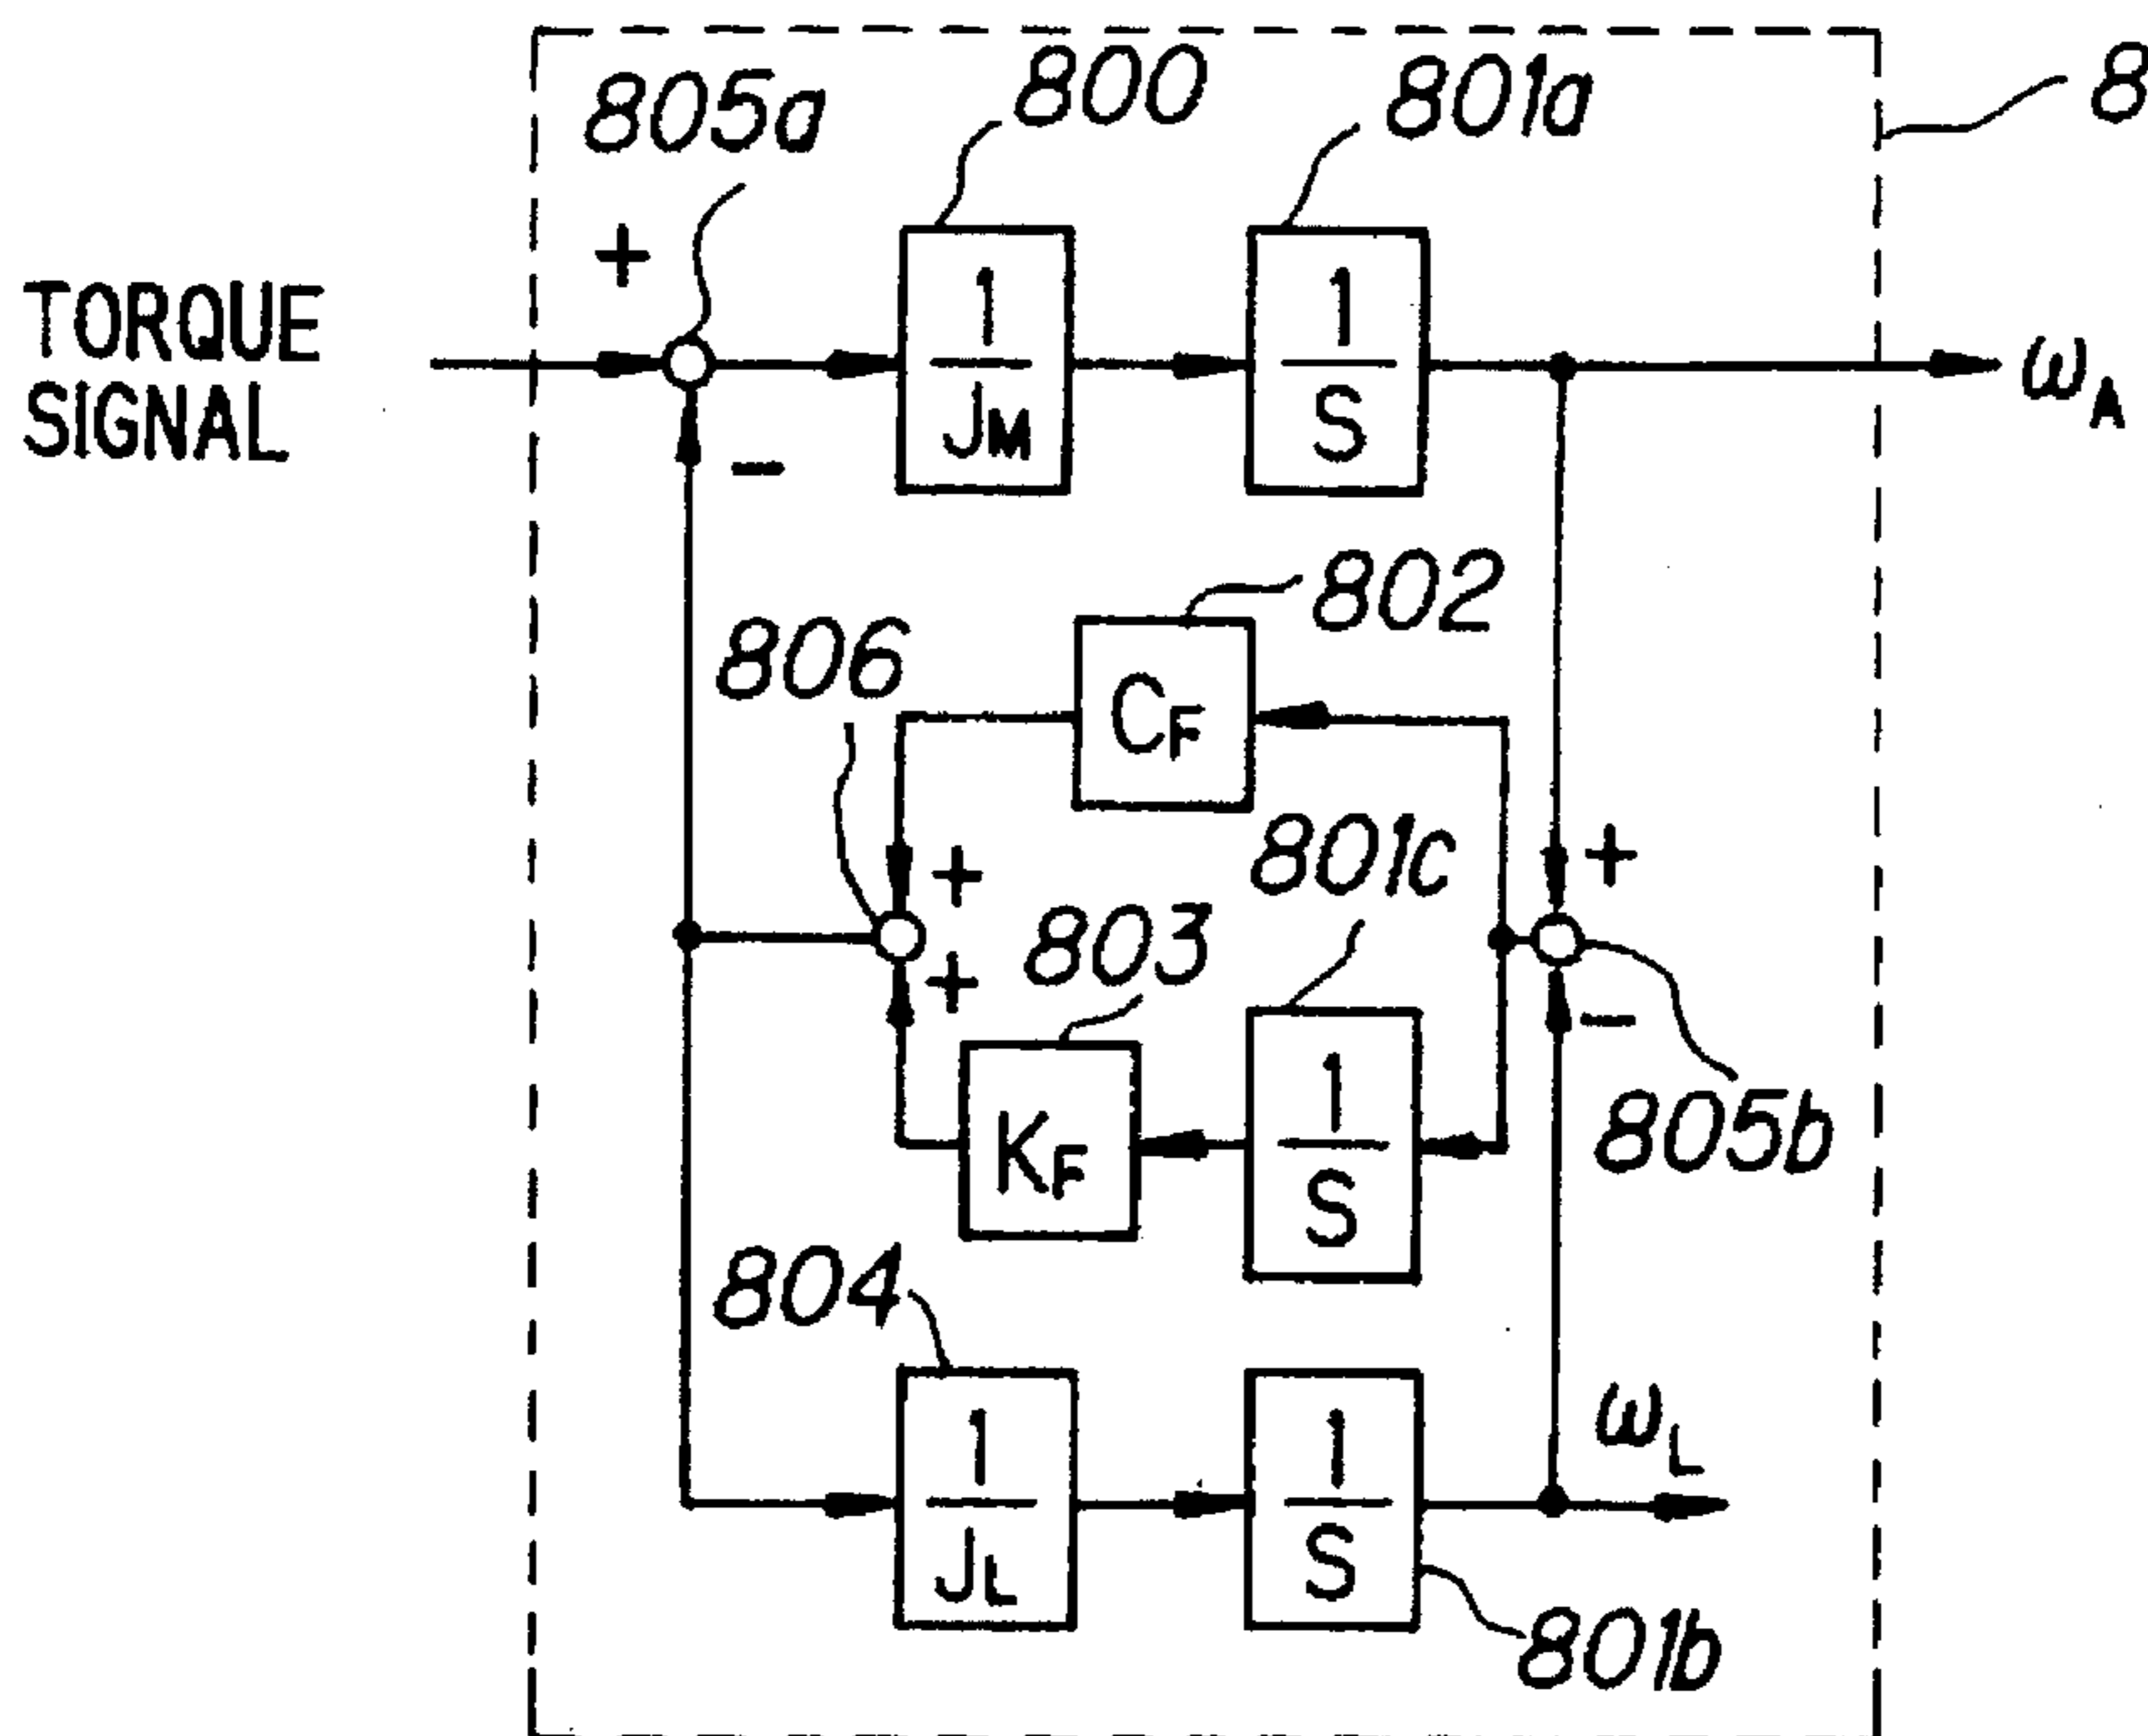 805a
800
801a
8
+
TORQUE
SIGNAL
1
JM
1
S
ωA
−
802
CF
806
801c
+
+
803
+
−
KF
1
S
805b
804
1
JL
1
S
ωL
801b